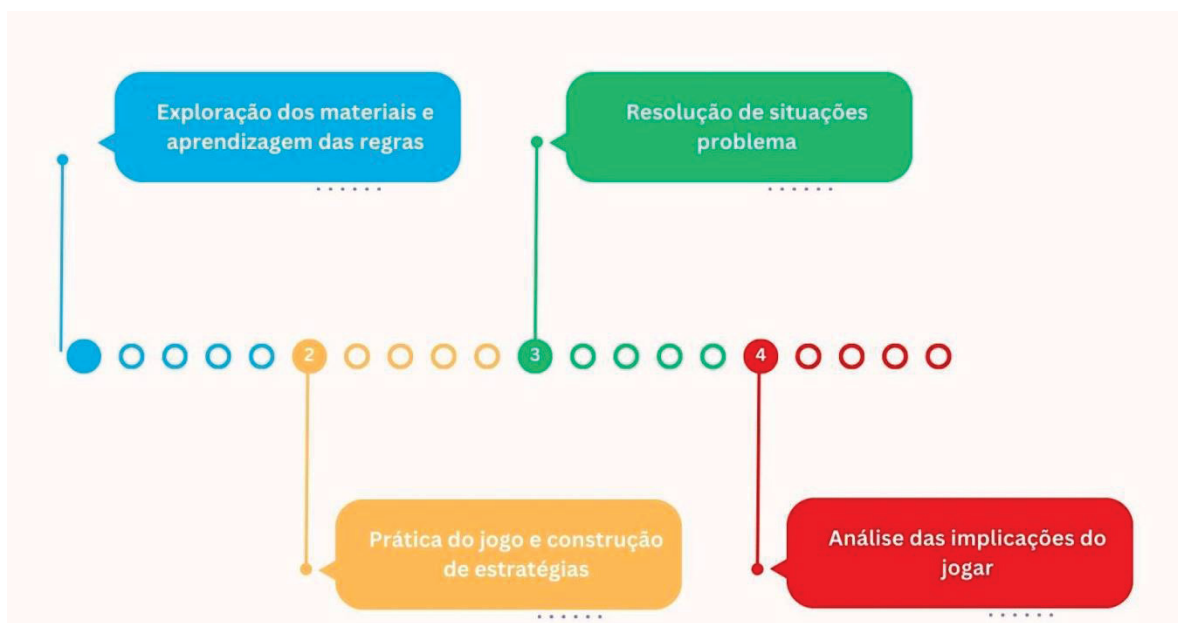 Exploração dos materiais e
aprendizagem das regras
Resolução de situações
problema
2
3
4
Prática do jogo e construção
de estratégias
Análise das implicações do
jogar